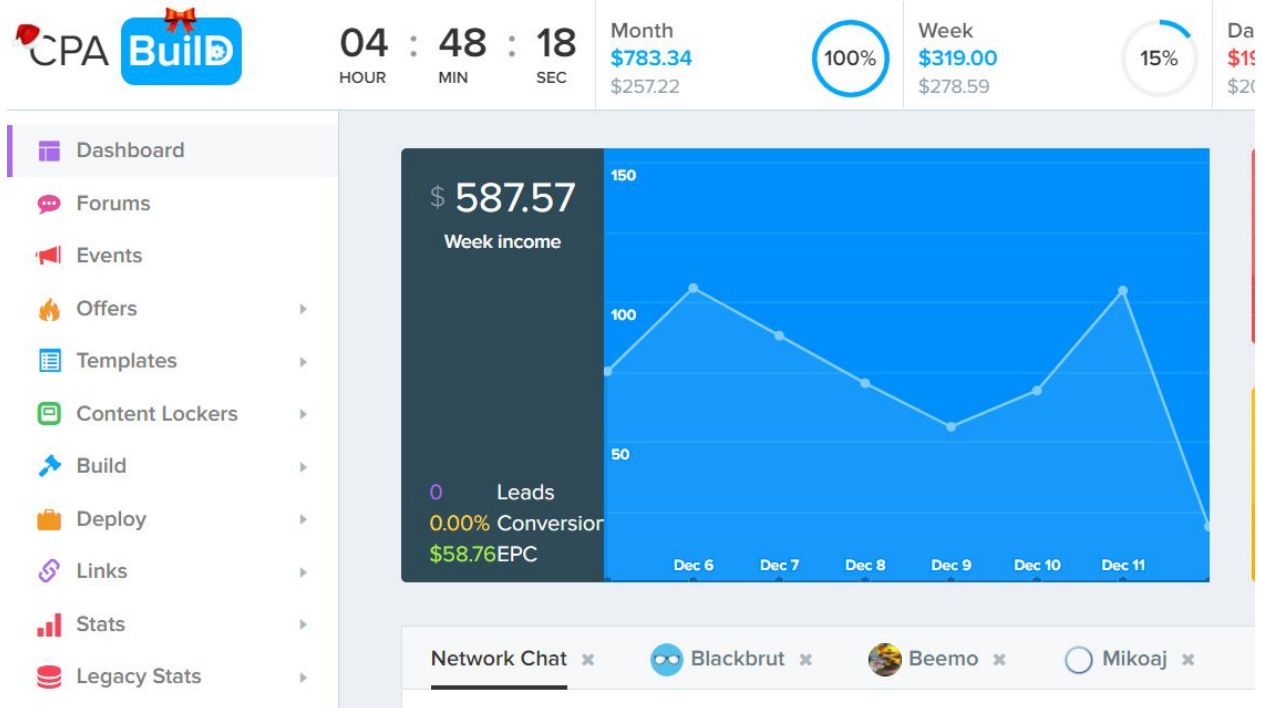 CPA BuilD
04 : 48 : 18
HOUR MIN SEC
Month
$783.34
$257.22
100%
Week
$319.00
$278.59
15%
Dashboard
Forums
Events
Offers
Templates
Content Lockers
Build
Deploy
Links
Stats
Legacy Stats
$ 587.57
Week income
0 Leads
0.00% Conversion
$58.76 EPC
150
100
50
Dec 6 Dec 7 Dec 8 Dec 9 Dec 10 Dec 11
Network Chat × Blackbrut × Beemo × Mikoaj ×